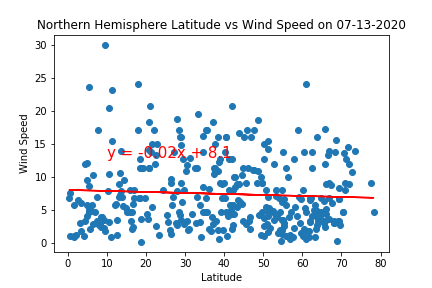 Northern Hemisphere Latitude vs Wind Speed on 07-13-2020
30
25
20
15
10
5
0
Wind Speed
y = -0.02x + 8.1
0 10 20 30 40 50 60 70 80
Latitude